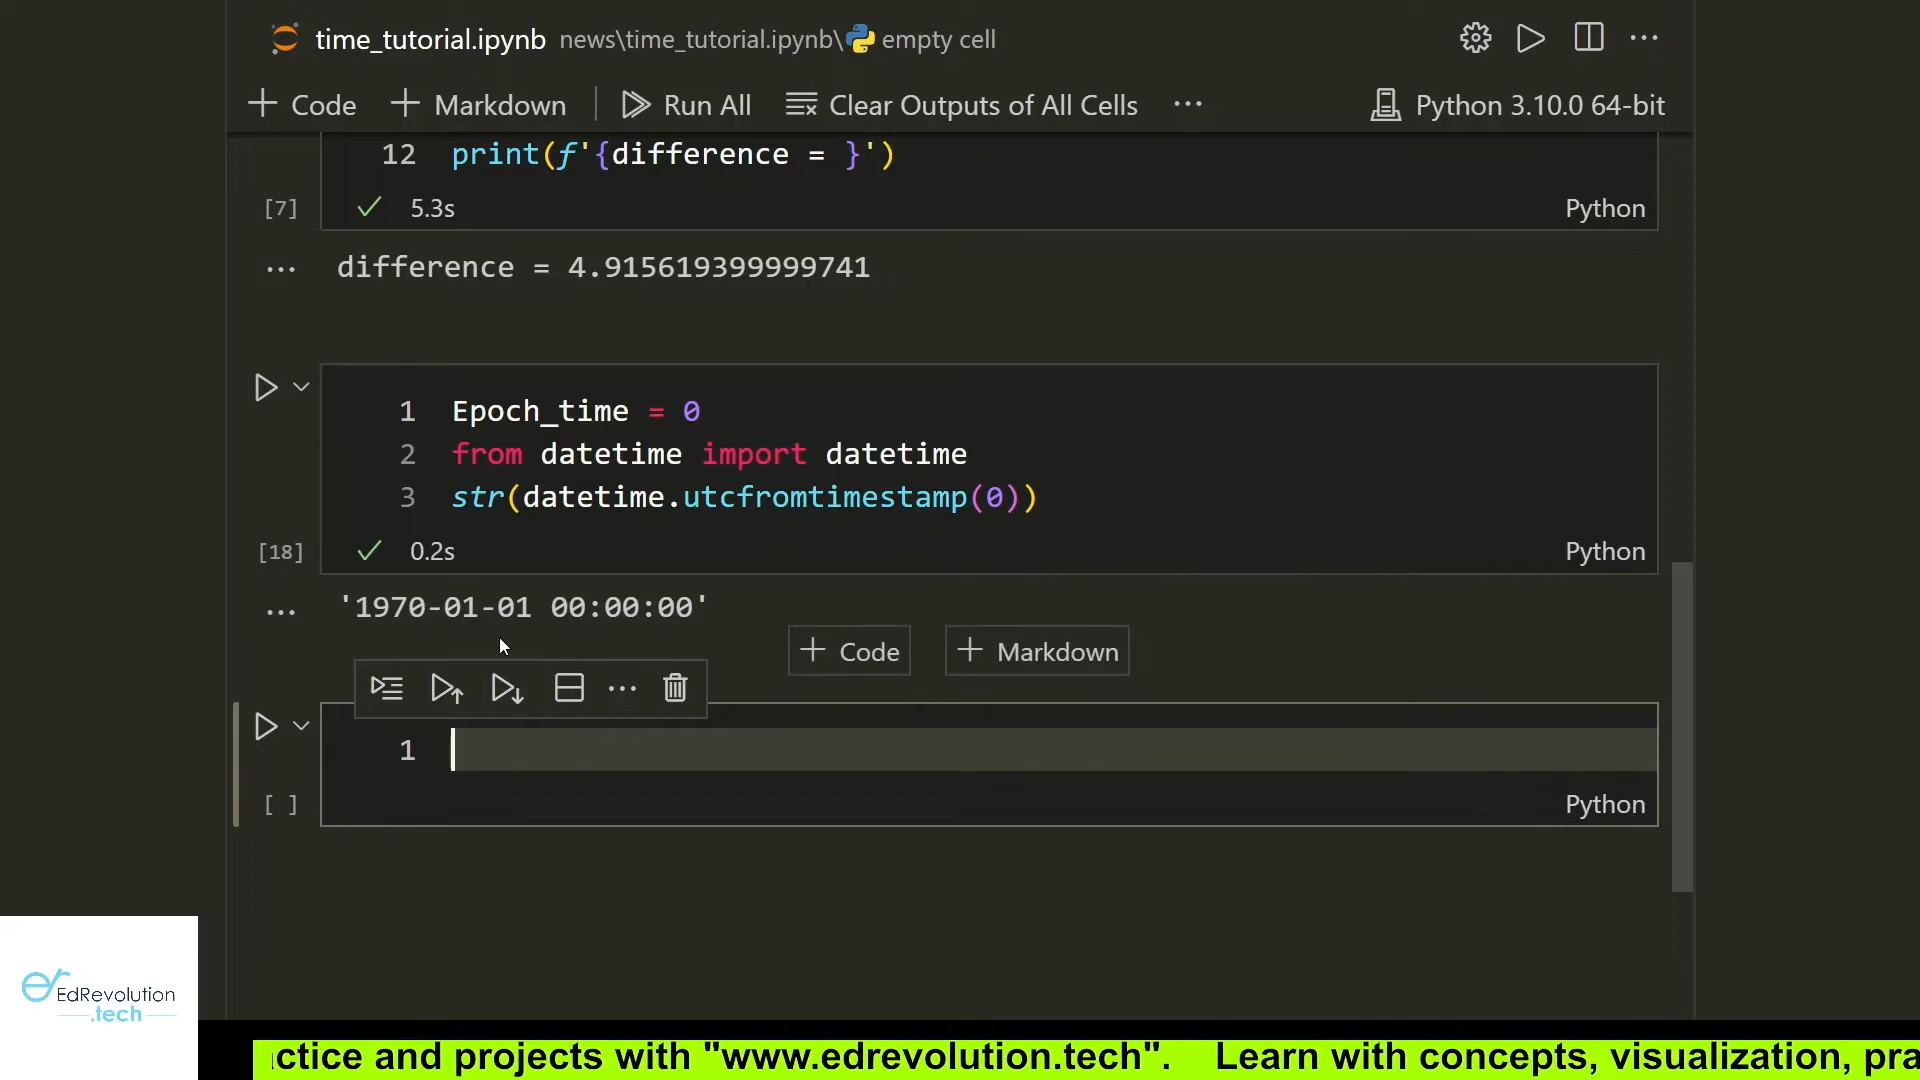 time_tutorial.ipynb news\time_tutorial.ipynb\ empty cell
Code Markdown Run All Clear Outputs of All Cells ··· Python 3.10.0 64-bit
12 print(f'{difference = }')
[7] 5.3s Python
difference = 4.915619399999741
1 Epoch_time = 0
2 from datetime import datetime
3 str(datetime.utcfromtimestamp(0))
[18] 0.2s Python
'1970-01-01 00:00:00'
+ Code + Markdown
1
[ ] Python
EdRevolution
.tech
ctice and projects with "www.edrevolution.tech". Learn with concepts, visualization, pra